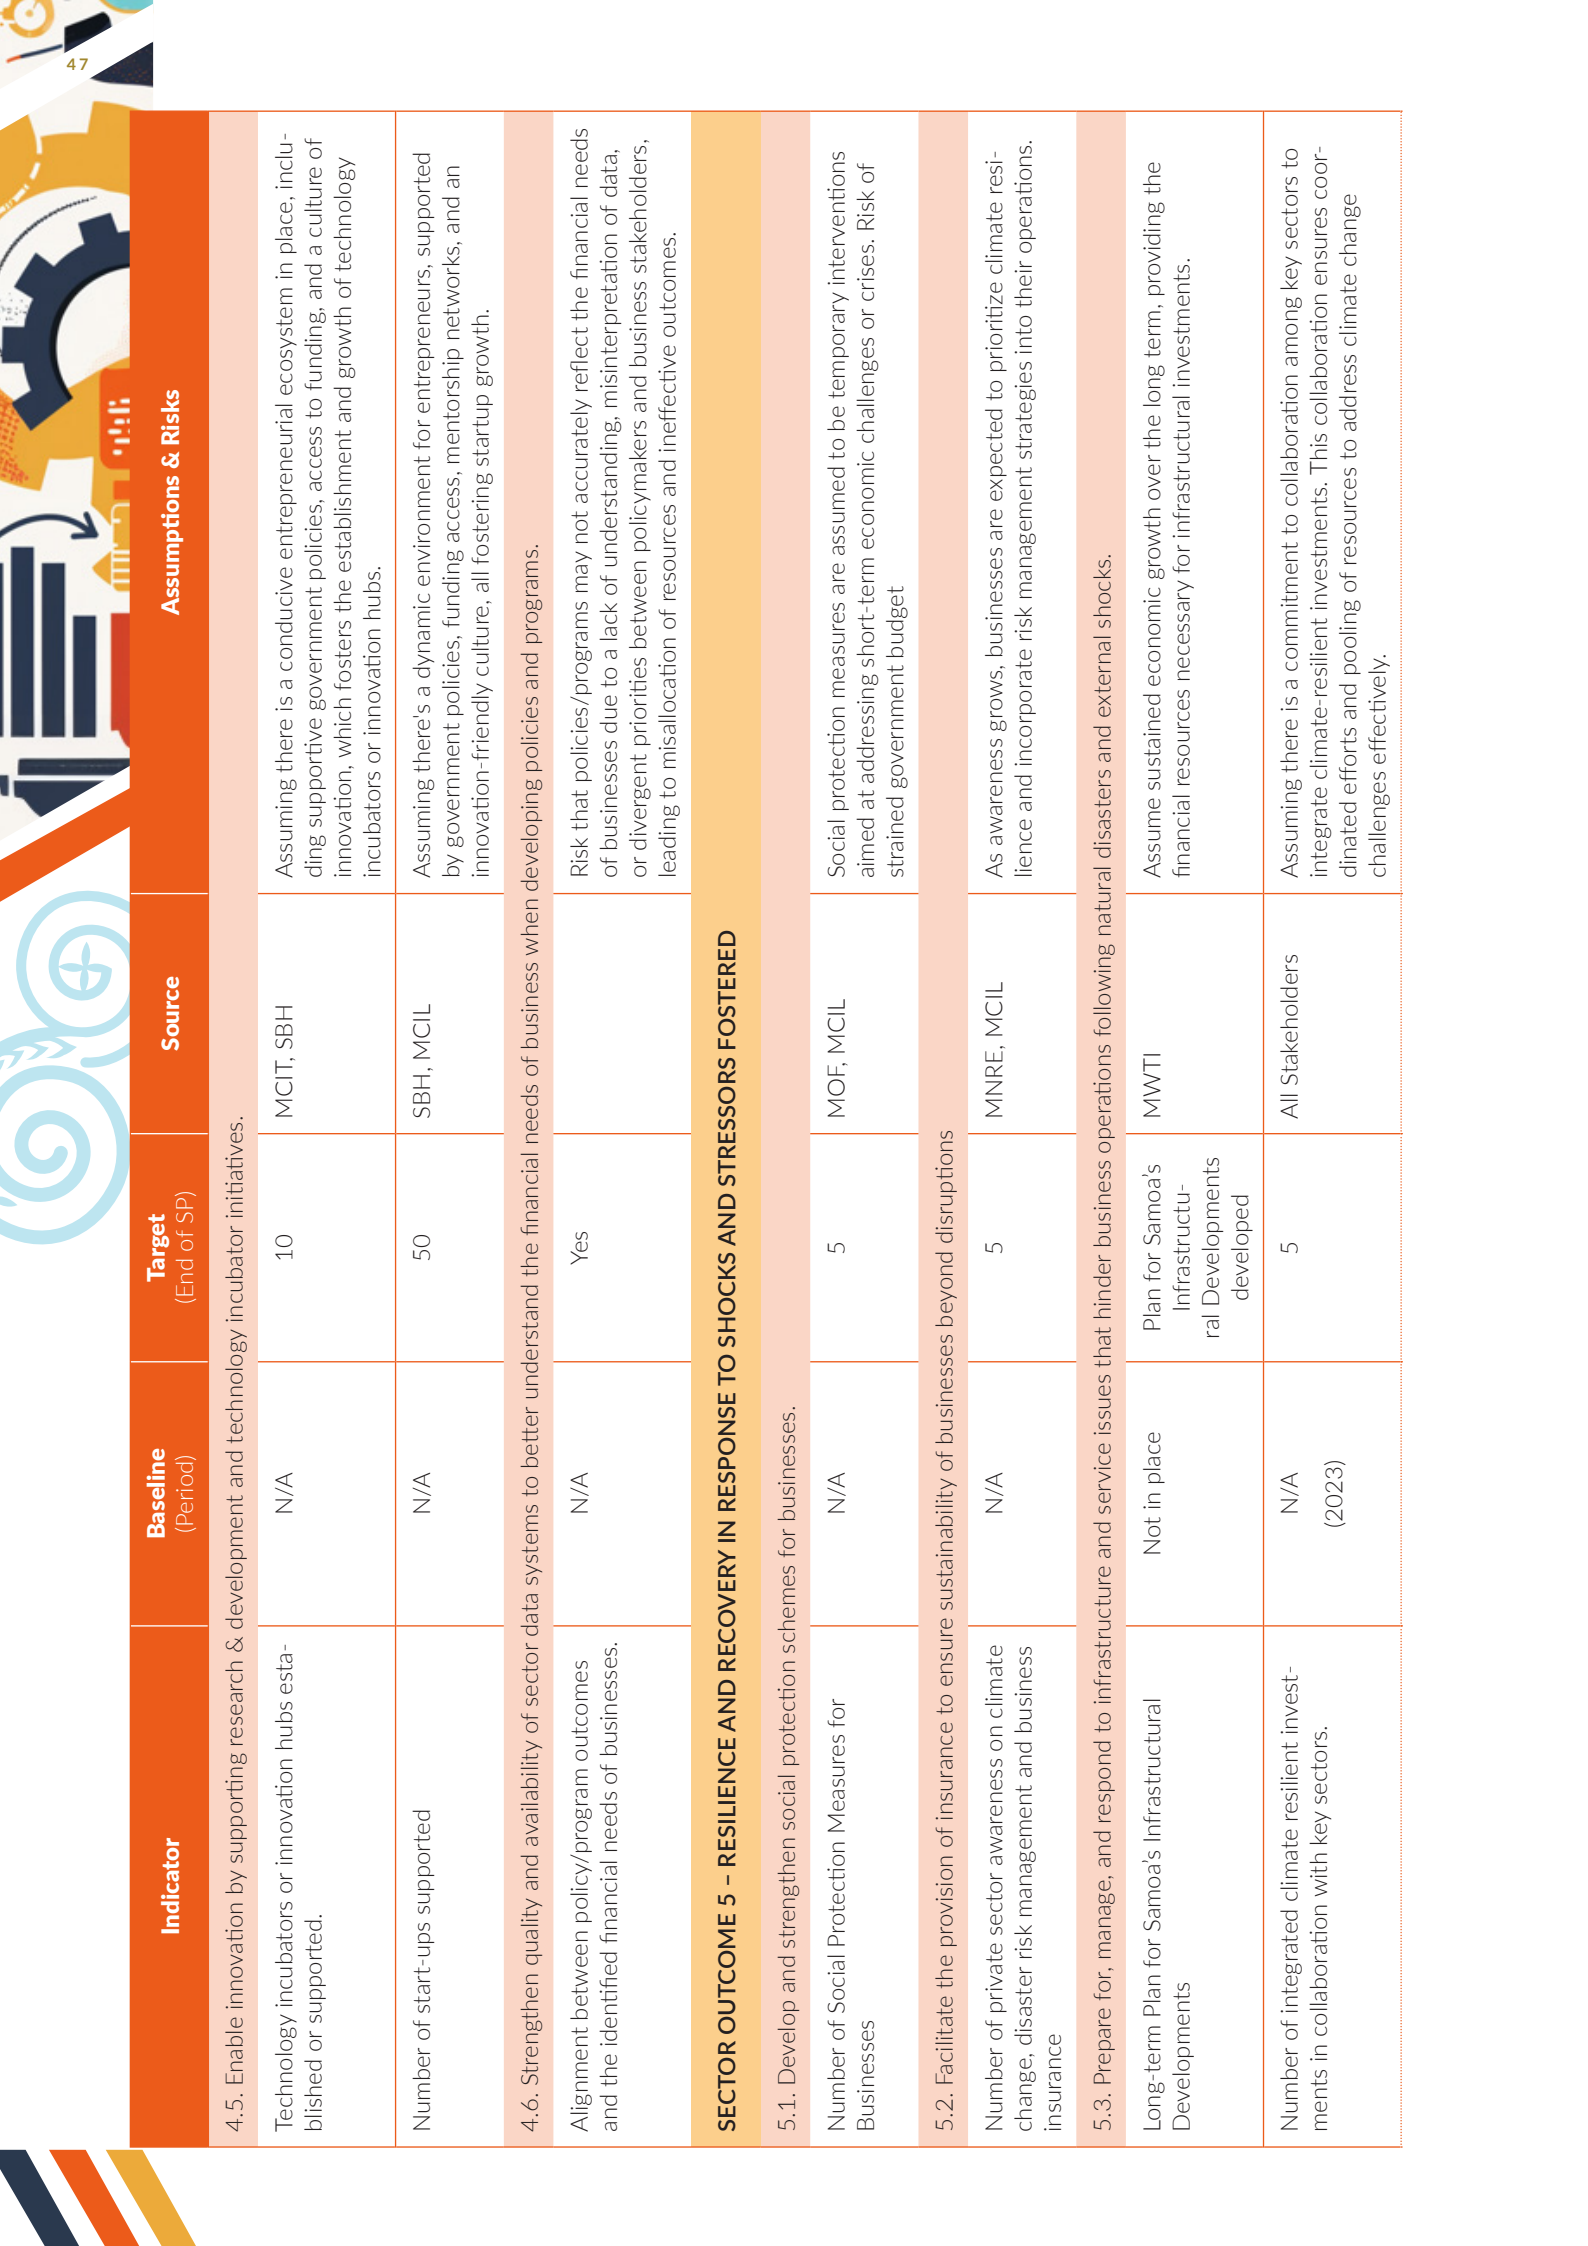 47
Indicator
Baseline
(Period)
Target
(End of SP)
Source
Assumptions & Risks
4.5. Enable innovation by supporting research & development and technology incubator initiatives.
Technology incubators or innovation hubs esta-
blished or supported.
N/A
10
MCIT, SBH
Assuming there is a conducive entrepreneurial ecosystem in place, inclu-
ding supportive government policies, access to funding, and a culture of
innovation, which fosters the establishment and growth of technology
incubators or innovation hubs.
Number of start-ups supported
N/A
50
SBH, MCIL
Assuming there's a dynamic environment for entrepreneurs, supported
by government policies, funding access, mentorship networks, and an
innovation-friendly culture, all fostering startup growth.
4.6. Strengthen quality and availability of sector data systems to better understand the financial needs of business when developing policies and programs.
Alignment between policy/program outcomes
and the identified financial needs of businesses.
N/A
Yes
Risk that policies/programs may not accurately reflect the financial needs
of businesses due to a lack of understanding, misinterpretation of data,
or divergent priorities between policymakers and business stakeholders,
leading to misallocation of resources and ineffective outcomes.
SECTOR OUTCOME 5 – RESILIENCE AND RECOVERY IN RESPONSE TO SHOCKS AND STRESSORS FOSTERED
5.1. Develop and strengthen social protection schemes for businesses.
Number of Social Protection Measures for
Businesses
N/A
5
MOF, MCIL
Social protection measures are assumed to be temporary interventions
aimed at addressing short-term economic challenges or crises. Risk of
strained government budget
5.2. Facilitate the provision of insurance to ensure sustainability of businesses beyond disruptions
Number of private sector awareness on climate
change, disaster risk management and business
insurance
N/A
5
MNRE, MCIL
As awareness grows, businesses are expected to prioritize climate resi-
lience and incorporate risk management strategies into their operations.
5.3. Prepare for, manage, and respond to infrastructure and service issues that hinder business operations following natural disasters and external shocks.
Long-term Plan for Samoa's Infrastructural
Developments
Not in place
Plan for Samoa's
Infrastructu-
ral Developments
developed
MWTI
Assume sustained economic growth over the long term, providing the
financial resources necessary for infrastructural investments.
Number of integrated climate resilient invest-
ments in collaboration with key sectors.
N/A
(2023)
5
All Stakeholders
Assuming there is a commitment to collaboration among key sectors to
integrate climate-resilient investments. This collaboration ensures coor-
dinated efforts and pooling of resources to address climate change
challenges effectively.